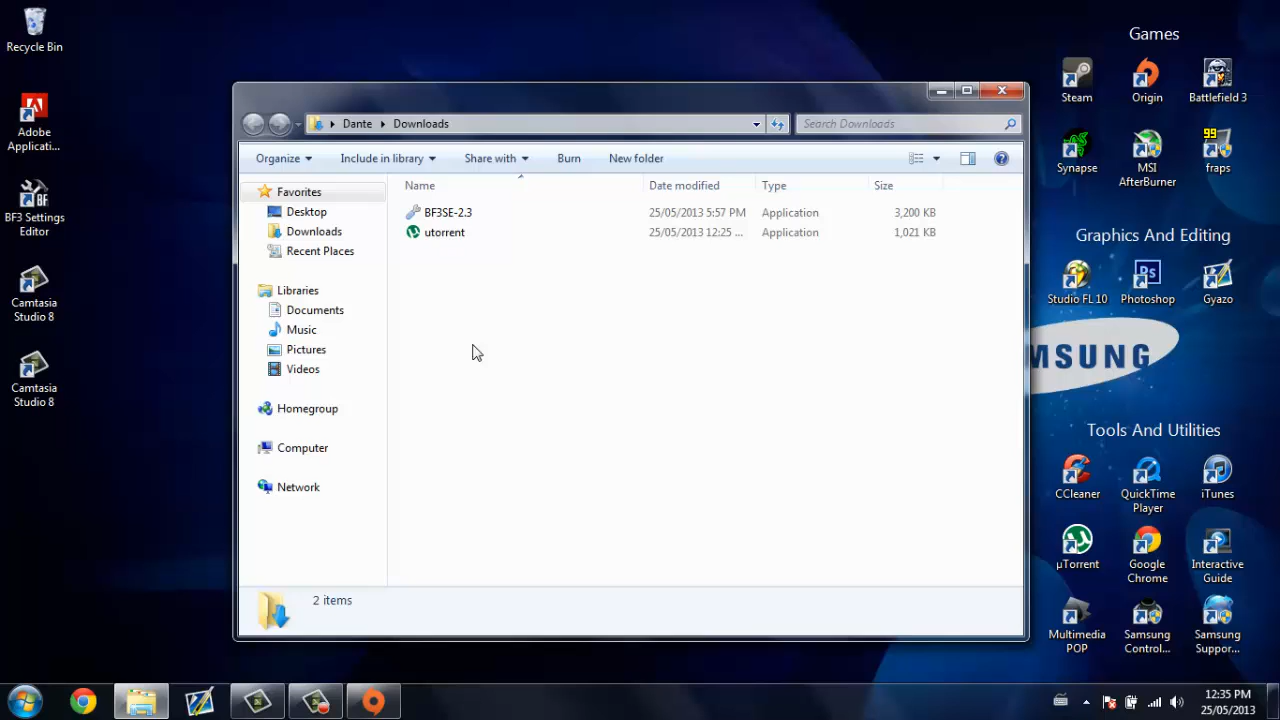 Recycle Bin
Adobe
Applicati...
BF3 Settings
Editor
Camtasia
Studio 8
Camtasia
Studio 8
Dante
Downloads
Search Downloads
Organize
Include in library
Share with
Burn
New folder
Favorites
Desktop
Downloads
Recent Places
Libraries
Documents
Music
Pictures
Videos
Homegroup
Computer
Network
Name
Date modified
Type
Size
BF3SE-2.3
25/05/2013 5:57 PM
Application
3,200 KB
utorrent
25/05/2013 12:25 ...
Application
1,021 KB
2 items
Games
Steam
Origin
Battlefield 3
Synapse
MSI
AfterBurner
99
fraps
Graphics And Editing
Studio FL 10
Ps
Photoshop
Gyazo
MSUNG
Tools And Utilities
CCleaner
QuickTime
Player
iTunes
µTorrent
Google
Chrome
Interactive
Guide
Multimedia
POP
Samsung
Control...
Samsung
Suppor...
12:35 PM
25/05/2013